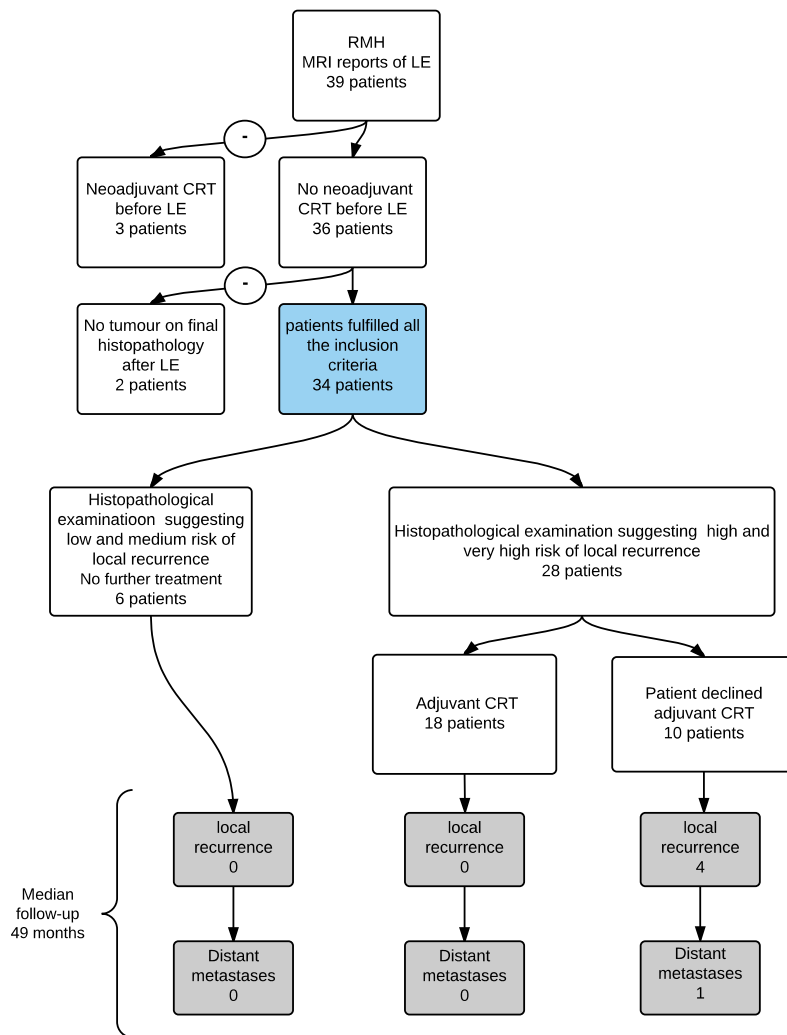 RMH
MRI reports of LE
39 patients
-
Neoadjuvant CRT
before LE
3 patients
No neoadjuvant
CRT before LE
36 patients
-
No tumour on final
histopathology
after LE
2 patients
patients fulfilled all
the inclusion
criteria
34 patients
Histopathological
examinatioon suggesting
low and medium risk of
local recurrence
No further treatment
6 patients
Histopathological examination suggesting high and
very high risk of local recurrence
28 patients
Adjuvant CRT
18 patients
Patient declined
adjuvant CRT
10 patients
Median
follow-up
49 months
local
recurrence
0
local
recurrence
0
local
recurrence
4
Distant
metastases
0
Distant
metastases
0
Distant
metastases
1